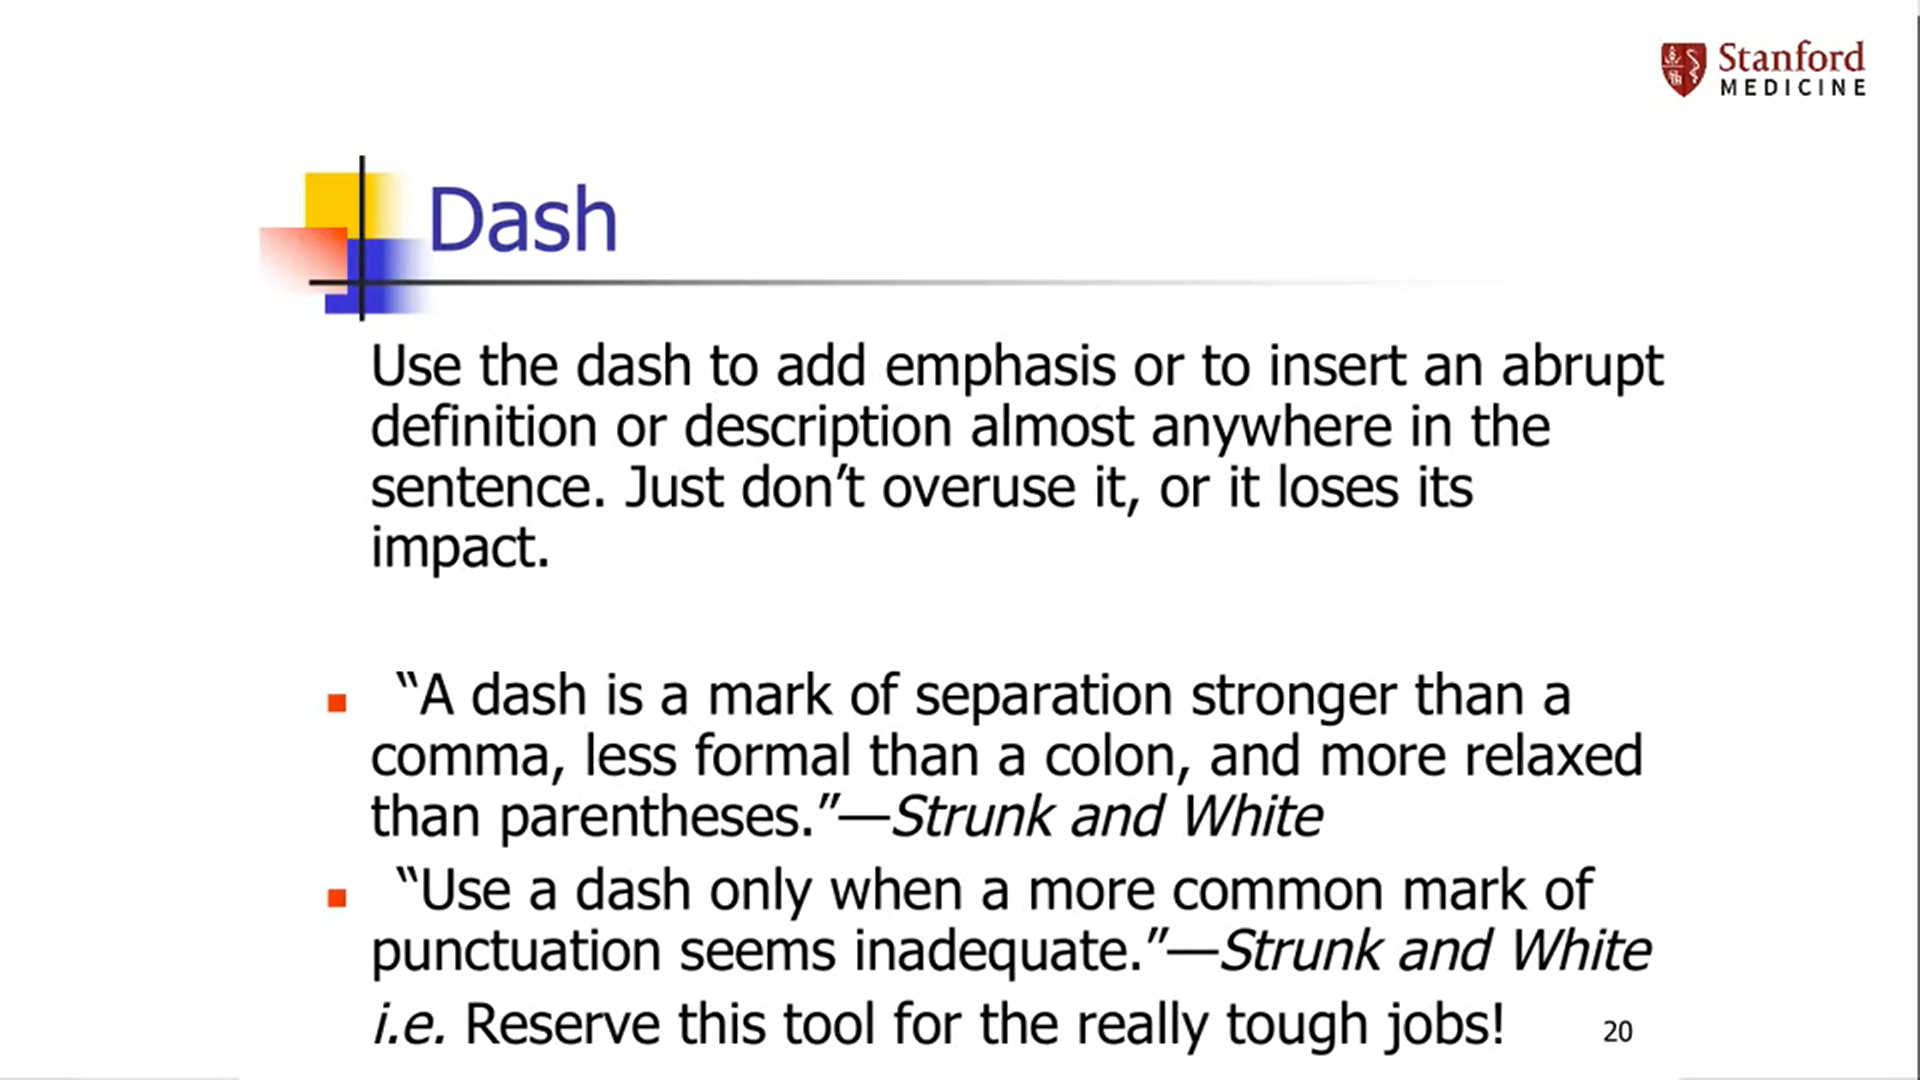 Stanford
MEDICINE
Dash
Use the dash to add emphasis or to insert an abrupt
definition or description almost anywhere in the
sentence. Just don’t overuse it, or it loses its
impact.
“A dash is a mark of separation stronger than a
comma, less formal than a colon, and more relaxed
than parentheses.”—Strunk and White
“Use a dash only when a more common mark of
punctuation seems inadequate.”—Strunk and White
i.e. Reserve this tool for the really tough jobs!
20